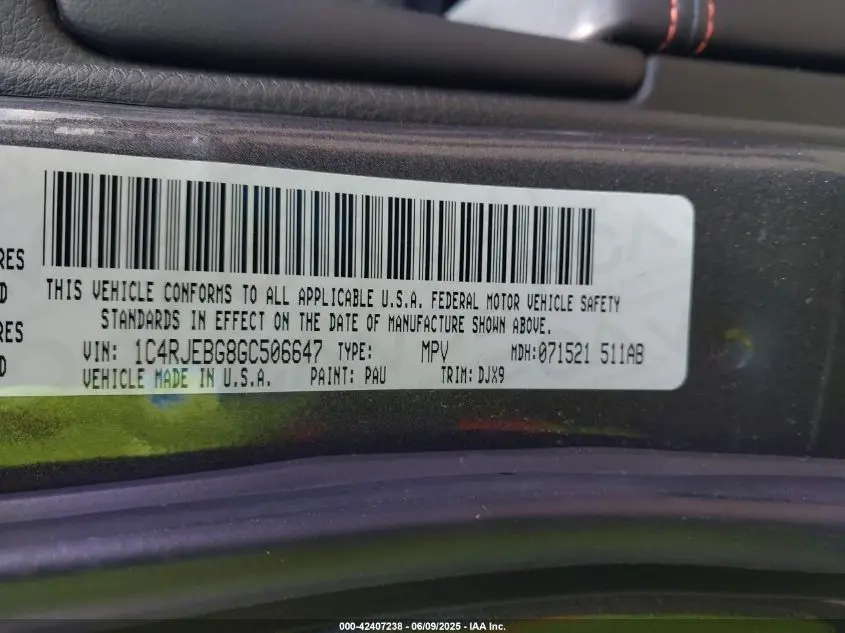 RES
D
RES
D
THIS VEHICLE CONFORMS TO ALL APPLICABLE U.S.A. FEDERAL MOTOR VEHICLE SAFETY
STANDARDS IN EFFECT ON THE DATE OF MANUFACTURE SHOWN ABOVE.
VIN: 1C4RJEBG8GC506647 TYPE: MPV MDH:071521 511AB
VEHICLE MADE IN U.S.A. PAINT: PAU TRIM: DJX9
000-42407238 - 06/09/2025 - IAA Inc.